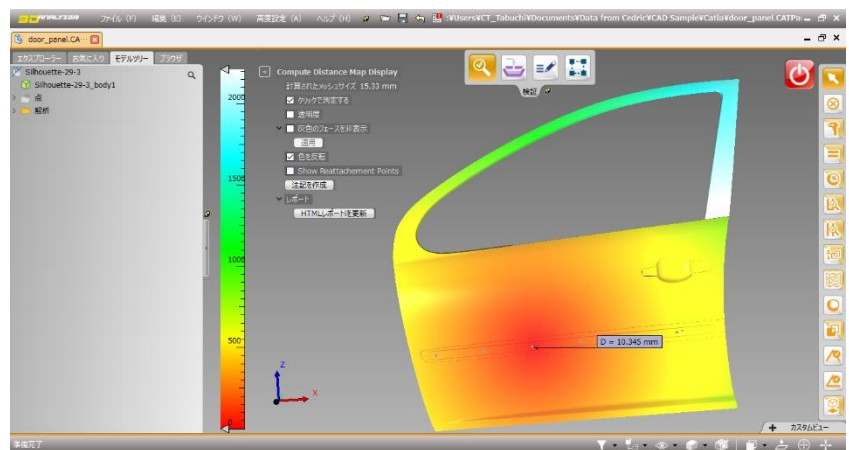 ANALYZER ファイル (F) 編集 (E) ウインドウ (W) 高度設定 (A) ヘルプ (H) :¥Users¥CT_Tabuchi¥Documents¥Data from Cedric¥CAD Sample¥Catia¥door_panel.CATPa
door_panel.CA···
エクスプローラー お気に入り モデルツリー ブラウザ
Silhouette-29-3
Silhouette-29-3_body1
点
解析
2000
1500
1000
500
Compute Distance Map Display
計算されたメッシュサイズ 15.33 mm
クリックで測定する
透明度
灰色のフェースを非表示
適用
色を反転
Show Reattachement Points
注記を作成
レポート
HTMLレポートを更新
検証
D = 10.345 mm
Z
X
カスタムビュー
準備完了